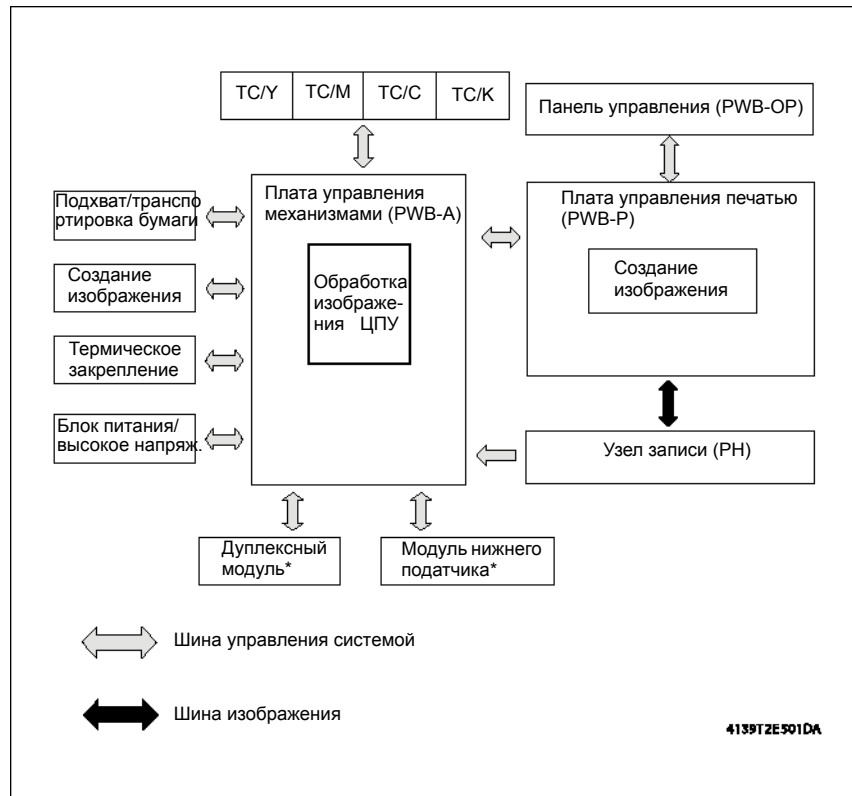 TC/Y TC/M TC/C TC/K
Панель управления (PWB-OP)
Подхват/транспо
ртировка бумаги
Плата управления
механизмами (PWB-A)
Плата управления печатью
(PWB-P)
Создание
изображения
Обработка
изображе-
ния ЦПУ
Создание
изображения
Термическое
закрепление
Блок питания/
высокое напряж.
Узел записи (PH)
Дуплексный
модуль*
Модуль нижнего
податчика*
Шина управления системой
Шина изображения
4139T2E501DA